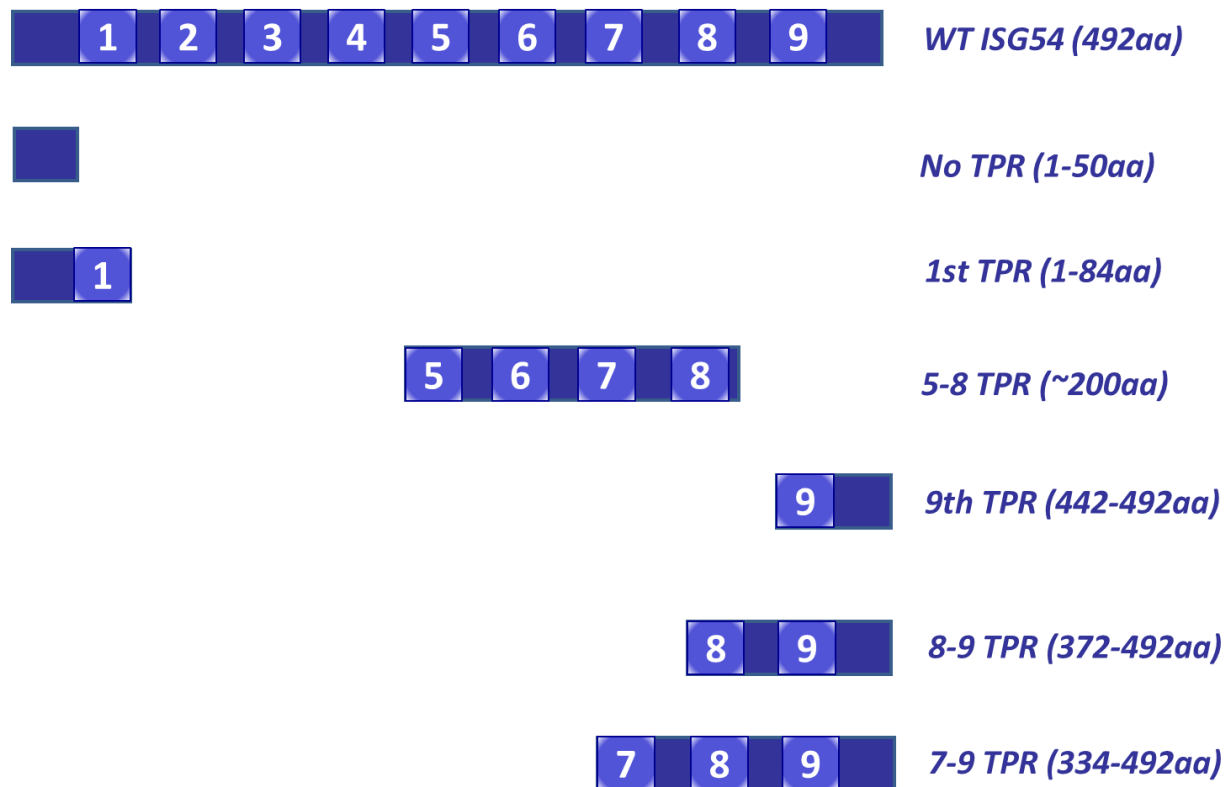 1 2 3 4 5 6 7 8 9 WT ISG54 (492aa)
No TPR (1-50aa)
1 1st TPR (1-84aa)
5 6 7 8 5-8 TPR (~200aa)
9 9th TPR (442-492aa)
8 9 8-9 TPR (372-492aa)
7 8 9 7-9 TPR (334-492aa)